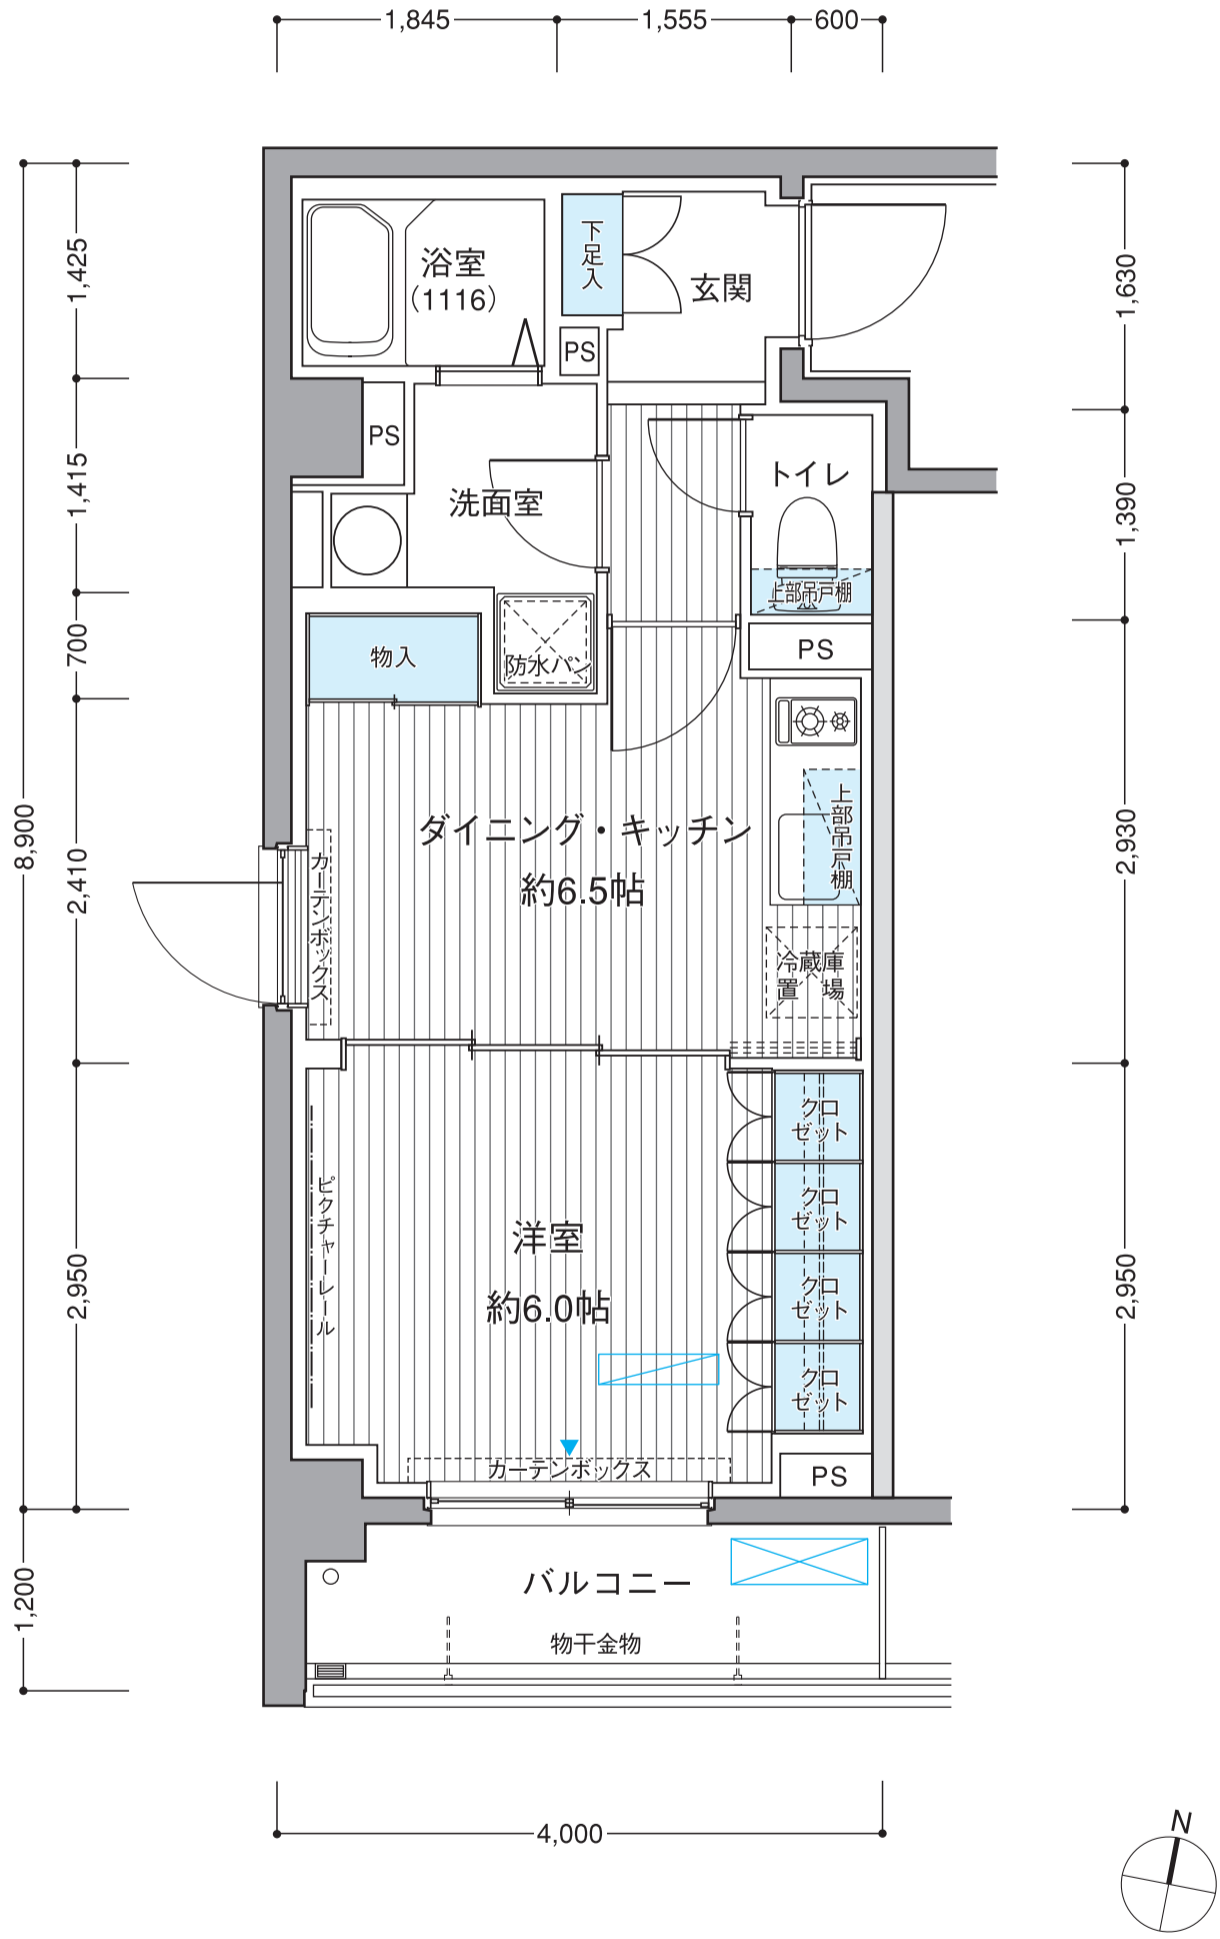 1,845
1,555
600
8,900
1,200
1,425
1,415
700
2,410
2,950
1,630
1,390
2,930
2,950
浴室
(1116)
下足入
玄関
PS
PS
洗面室
トイレ
上部吊戸棚
PS
物入
防水パン
ダイニング・キッチン
約6.5帖
上部吊戸棚
カーテンボックス
冷蔵庫
置 場
クロ
ゼット
クロ
ゼット
クロ
ゼット
クロ
ゼット
ピクチャーレール
洋室
約6.0帖
カーテンボックス
PS
バルコニー
物干金物
4,000
N